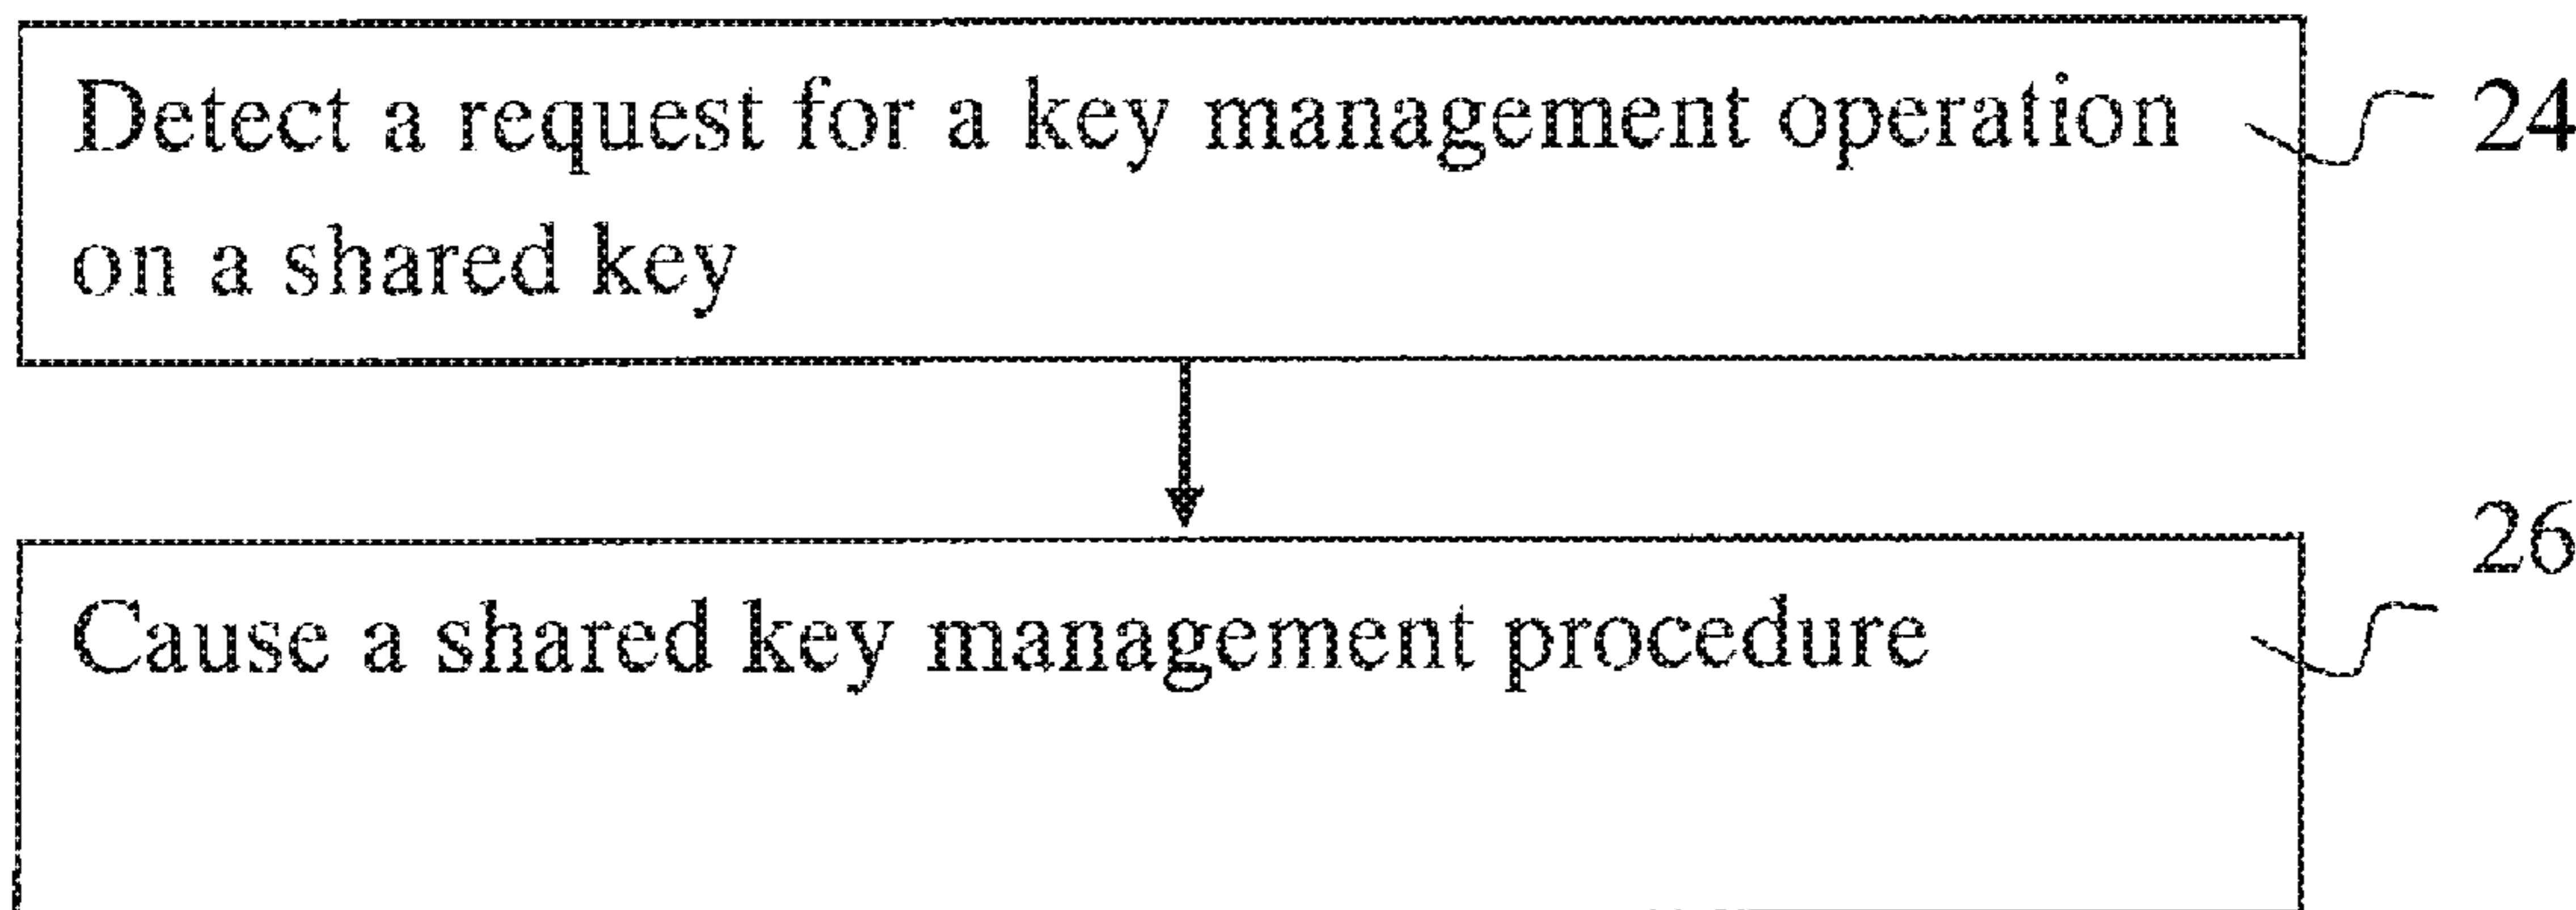 Detect a request for a key management operation
on a shared key
24
26
Cause a shared key management procedure